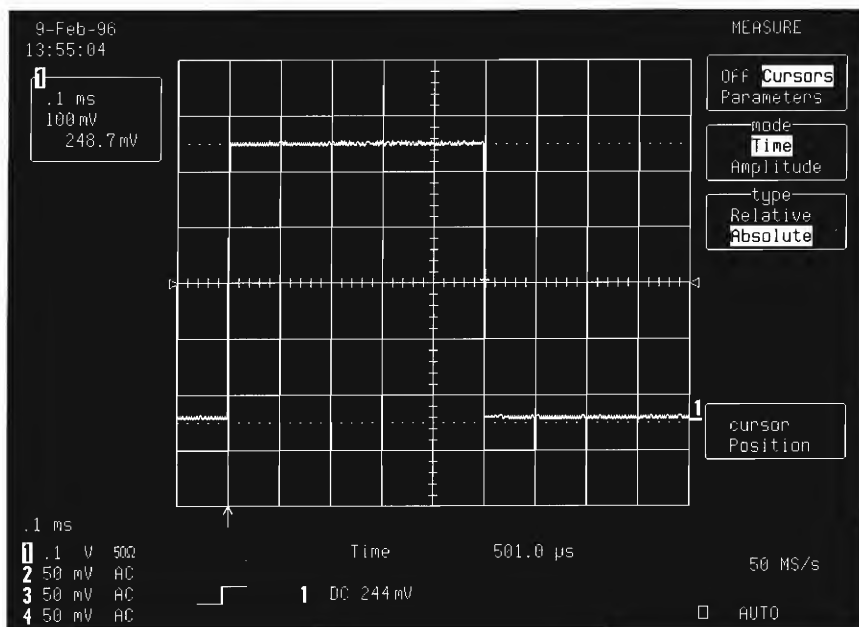 9-Feb-96
13:55:04
1
.1 ms
100 mV
248.7 mV
MEASURE
OFF Cursors
Parameters
mode
Time
Amplitude
type
Relative
Absolute
1
cursor
Position
.1 ms
1 .1 V 50Ω
2 50 mV AC
3 50 mV AC
4 50 mV AC
Time 501.0 µs
1 DC 244 mV
50 MS/s
AUTO